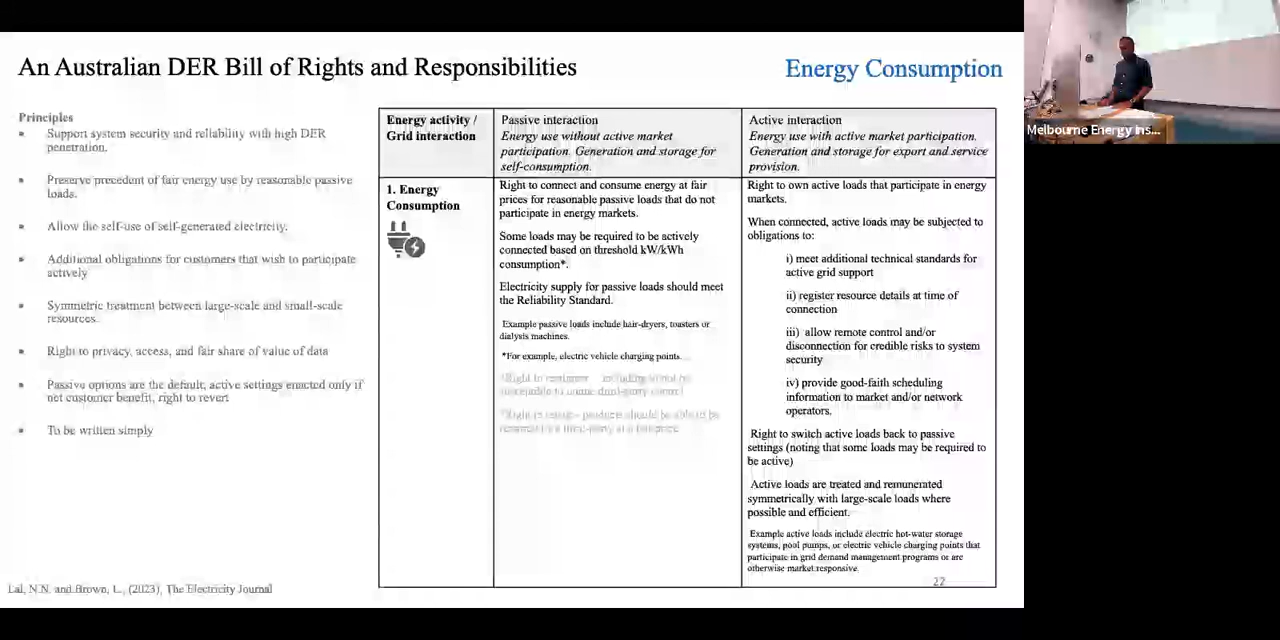 An Australian DER Bill of Rights and Responsibilities
Energy Consumption
Principles
Support system security and reliability with high DER
penetration.
Preserve precedent of fair energy use by reasonable passive
loads.
Allow the self-use of self-generated electricity.
Additional obligations for customers that wish to participate
actively
Symmetric treatment between large-scale and small-scale
resources.
Right to privacy, access, and fair share of value of data
Passive options are the default, active settings enacted only if
net customer benefit, right to revert
To be written simply
Energy activity /
Grid interaction
Passive interaction
Energy use without active market
participation. Generation and storage for
self-consumption.
Active interaction
Energy use with active market participation.
Generation and storage for export and service
provision.
1. Energy
Consumption
Right to connect and consume energy at fair
prices for reasonable passive loads that do not
participate in energy markets.
Some loads may be required to be actively
connected based on threshold kW/kWh
consumption*.
Electricity supply for passive loads should meet
the Reliability Standard.
Example passive loads include hair-dryers, toasters or
dialysis machines.
*For example, electric vehicle charging points.
Right to own active loads that participate in energy
markets.
When connected, active loads may be subjected to
obligations to:
i) meet additional technical standards for
active grid support
ii) register resource details at time of
connection
iii) allow remote control and/or
disconnection for credible risks to system
security
iv) provide good-faith scheduling
information to market and/or network
operators.
Right to switch active loads back to passive
settings (noting that some loads may be required to
be active)
Active loads are treated and remunerated
symmetrically with large-scale loads where
possible and efficient.
Example active loads include electric hot-water storage
systems, pool pumps, or electric vehicle charging points that
participate in grid demand management programs or are
otherwise market responsive.
22
Lal, N.N. and Brown, L., (2023), The Electricity Journal
Melbourne Energy Ins...